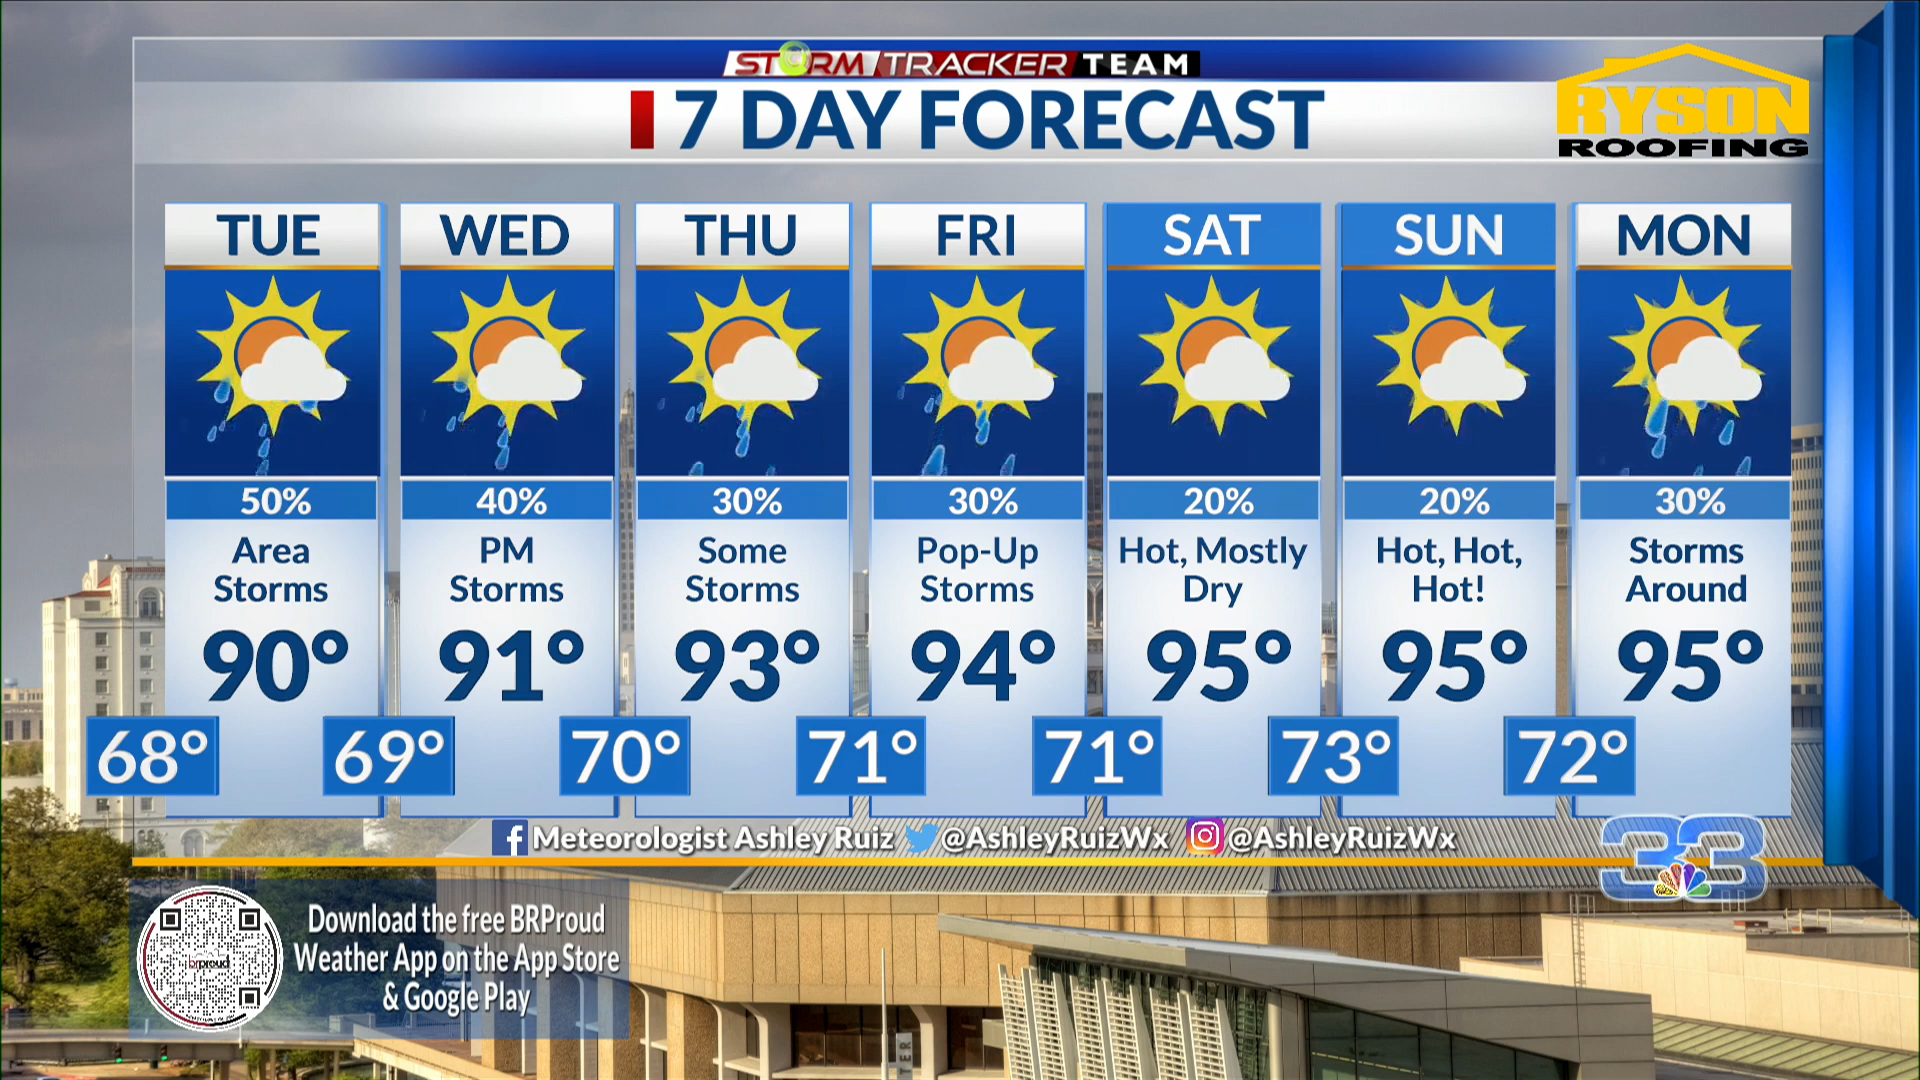 STORM TRACKER TEAM
7 DAY FORECAST
RYSON
ROOFING
TUE
WED
THU
FRI
SAT
SUN
MON
50%
40%
30%
30%
20%
20%
30%
Area
Storms
PM
Storms
Some
Storms
Pop-Up
Storms
Hot, Mostly
Dry
Hot, Hot,
Hot!
Storms
Around
90°
91°
93°
94°
95°
95°
95°
68°
69°
70°
71°
71°
73°
72°
Meteorologist Ashley Ruiz @AshleyRuizWx @AshleyRuizWx
33
brproud
Download the free BRProud
Weather App on the App Store
& Google Play
TER